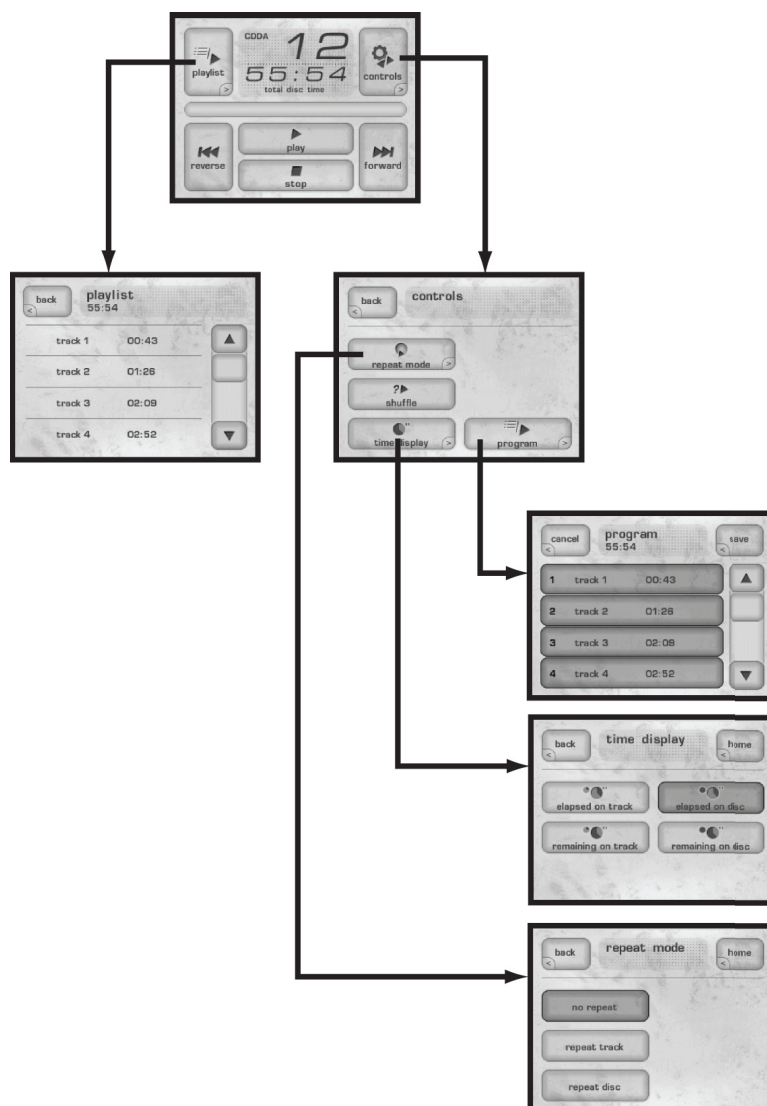 CDDA 12
playlist
controls
55:54
total disc time
play
reverse
forward
stop
back
playlist
55:54
track 1 00:43
track 2 01:26
track 3 02:09
track 4 02:52
back
controls
repeat mode
?
shuffle
time display
program
cancel
program
55:54
save
1 track 1 00:43
2 track 2 01:26
3 track 3 02:09
4 track 4 02:52
back
time display
home
elapsed on track
elapsed on disc
remaining on track
remaining on disc
back
repeat mode
home
no repeat
repeat track
repeat disc